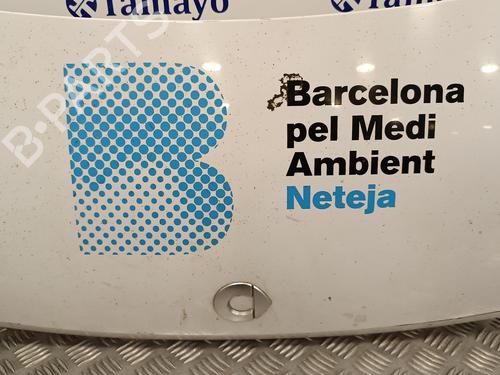 Tamayo Tamayo
B-PARTS
Barcelona
pel Medi
Ambient
Neteja